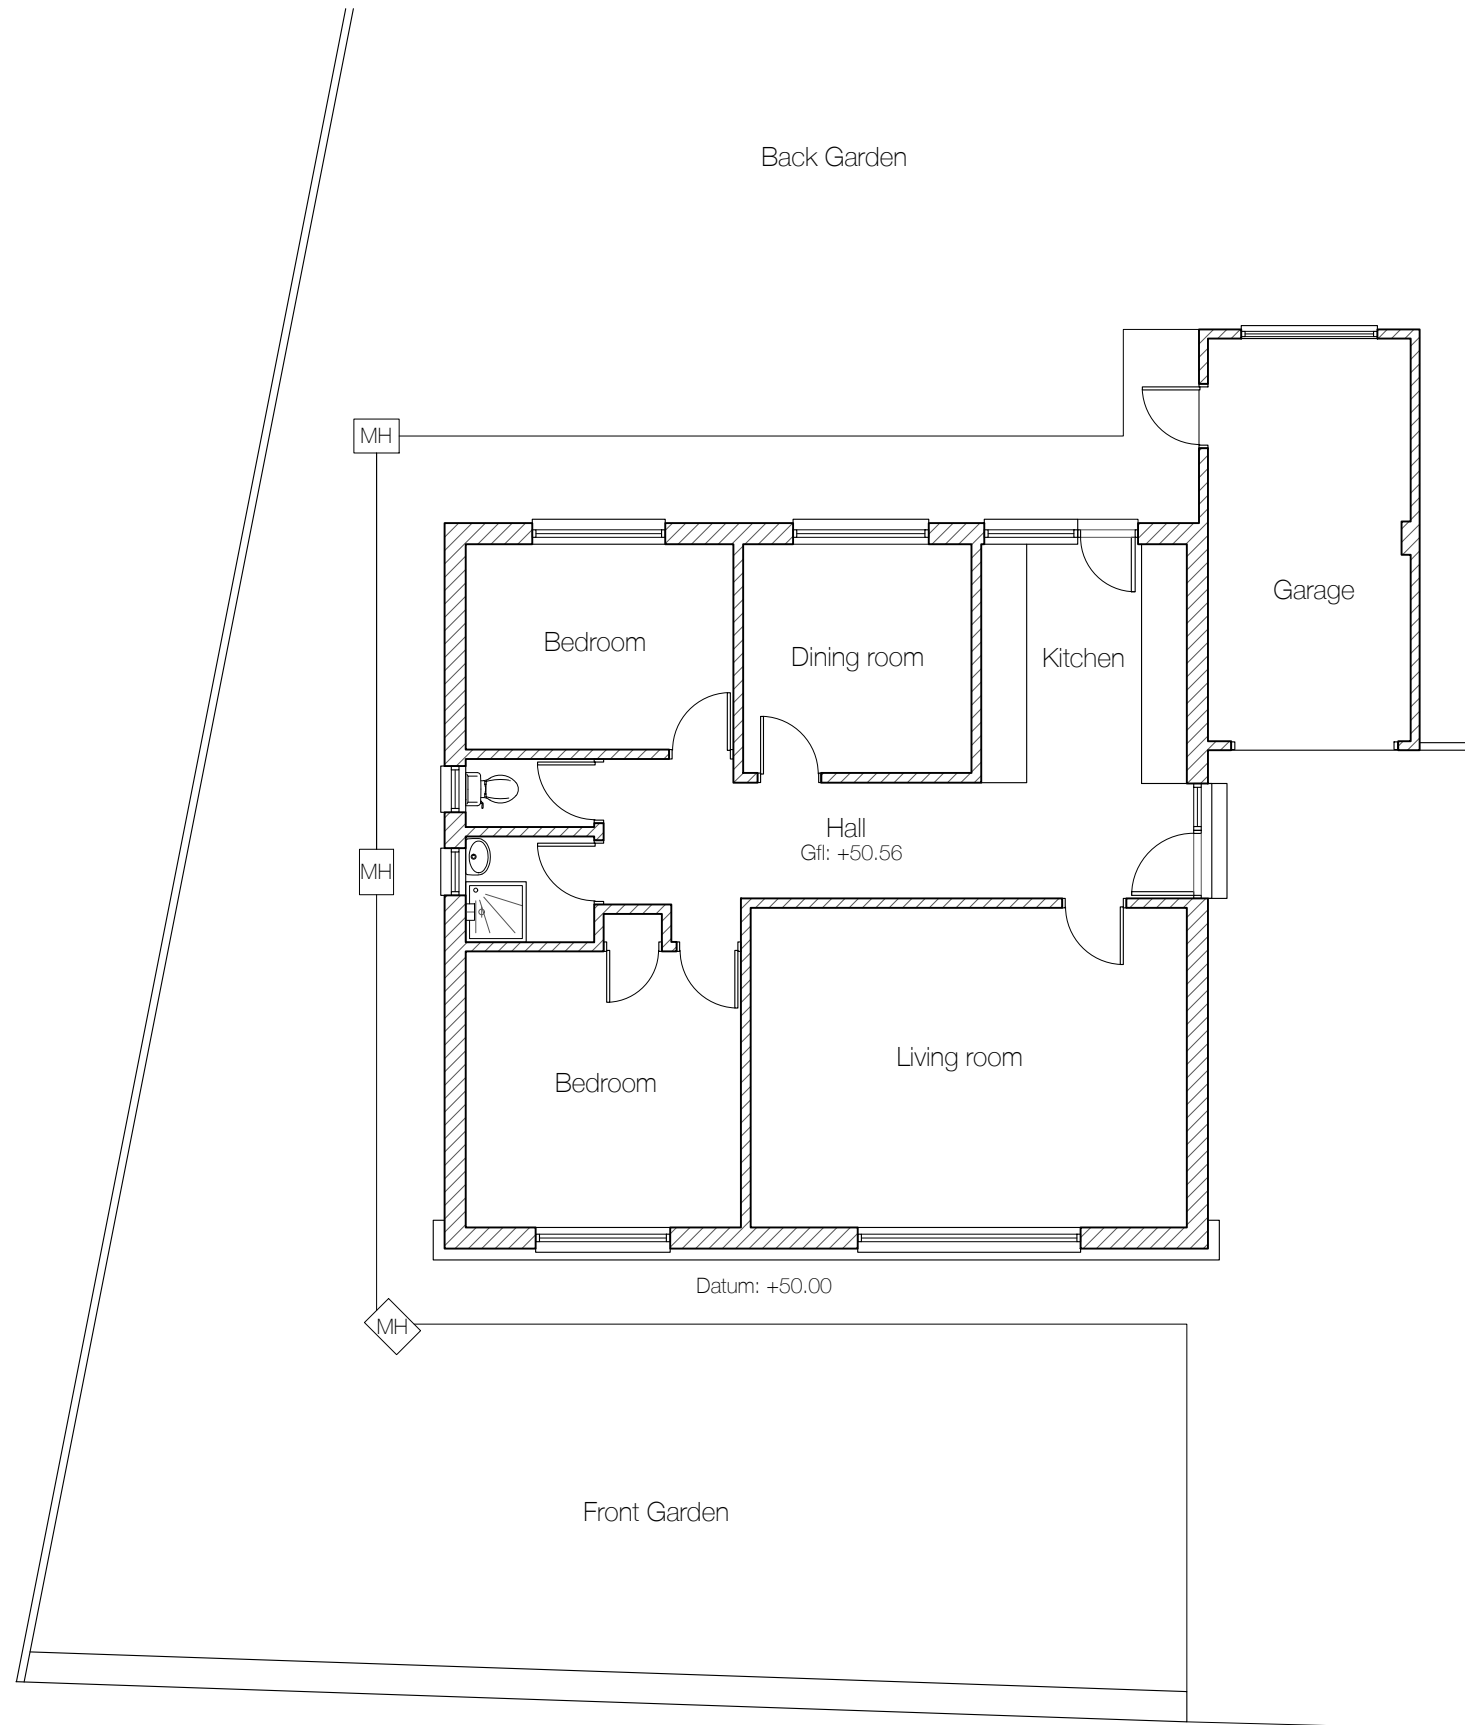 Back Garden
MH
Garage
Bedroom
Dining room
Kitchen
Hall
Gfl: +50.56
MH
Living room
Bedroom
Datum: +50.00
MH
Front Garden